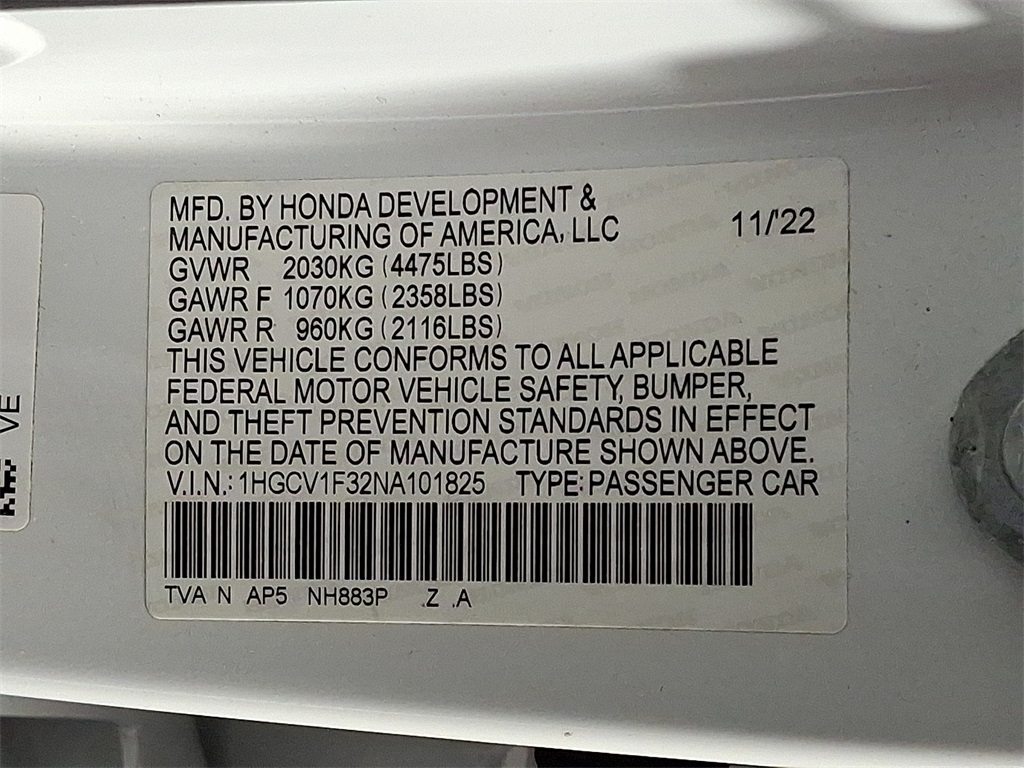 MFD. BY HONDA DEVELOPMENT &
MANUFACTURING OF AMERICA, LLC 11/'22
GVWR 2030KG (4475LBS)
GAWR F 1070KG (2358LBS)
GAWR R 960KG (2116LBS)
THIS VEHICLE CONFORMS TO ALL APPLICABLE
FEDERAL MOTOR VEHICLE SAFETY, BUMPER,
AND THEFT PREVENTION STANDARDS IN EFFECT
ON THE DATE OF MANUFACTURE SHOWN ABOVE.
V.I.N.: 1HGCV1F32NA101825 TYPE: PASSENGER CAR
TVA N AP5 NH883P .Z .A
VE